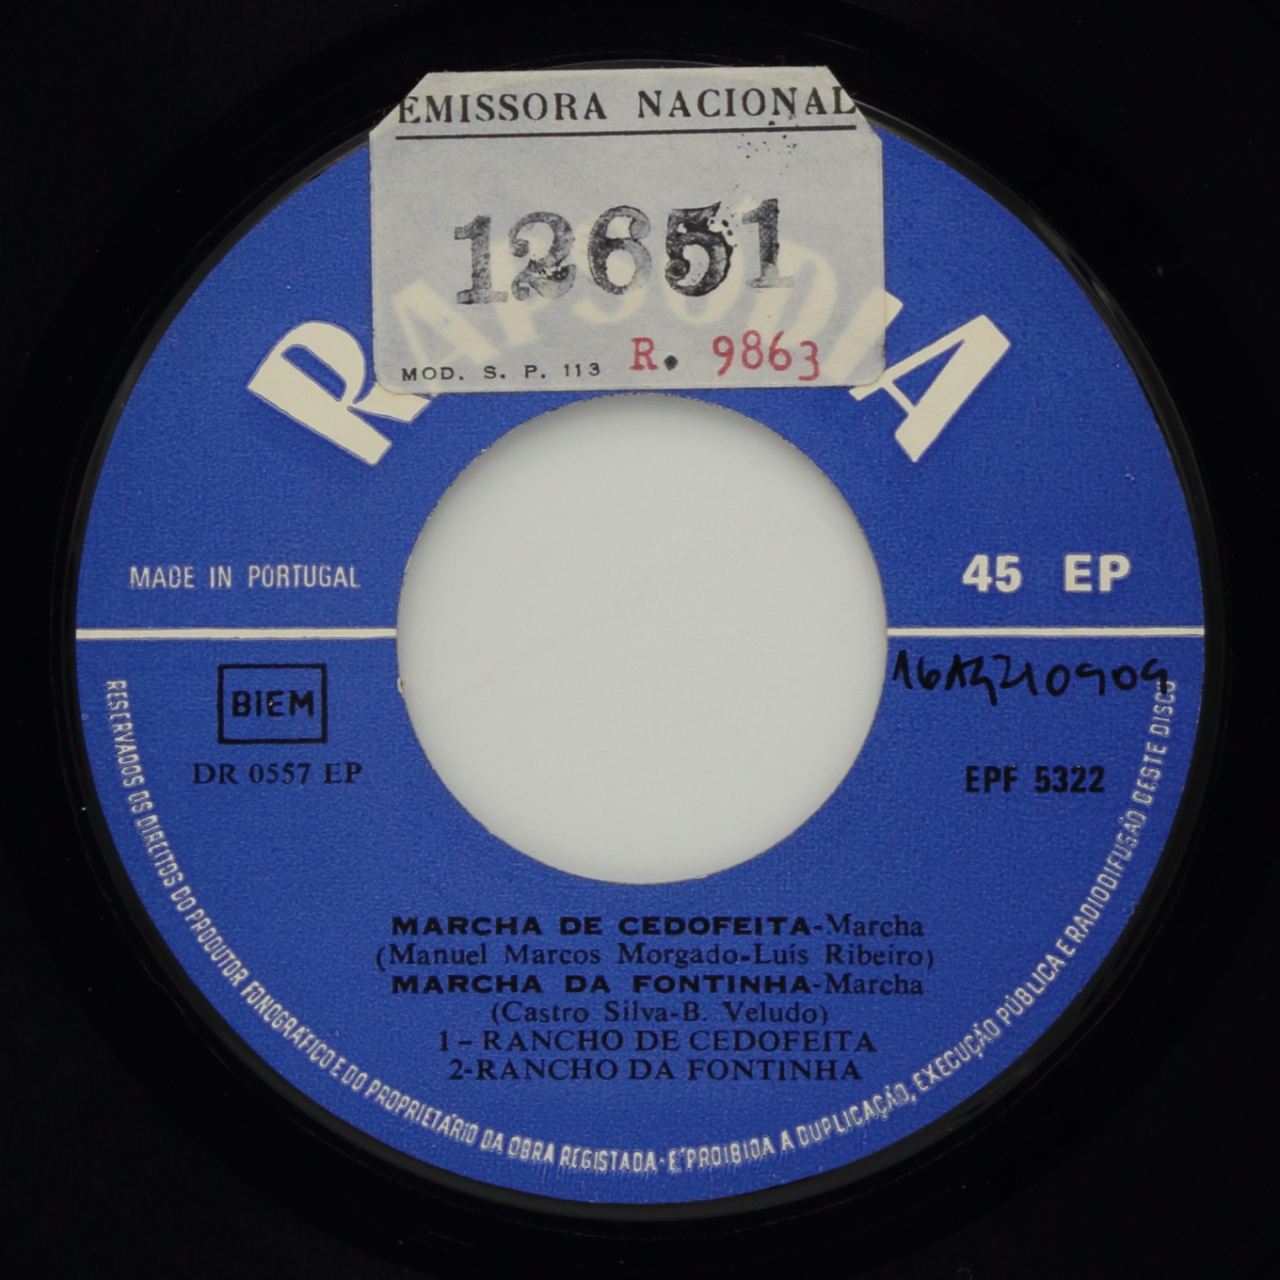 EMISSORA NACIONAL
12651
MOD. S. P. 113 R. 9863
RAPSODIA
MADE IN PORTUGAL
45 EP
BIEM
DR 0557 EP
EPF 5322
MARCHA DE CEDOFEITA-Marcha
(Manuel Marcos Morgado-Luís Ribeiro)
MARCHA DA FONTINHA-Marcha
(Castro Silva-B. Veludo)
1-RANCHO DE CEDOFEITA
2-RANCHO DA FONTINHA
RESERVADOS OS DIREITOS DO PRODUTOR FONOGRÁFICO E DO PROPRIETÁRIO DA OBRA REGISTADA·É PROIBIDA A DUPLICAÇÃO, EXECUÇÃO PÚBLICA E RADIODIFUSÃO DESTE DISCO